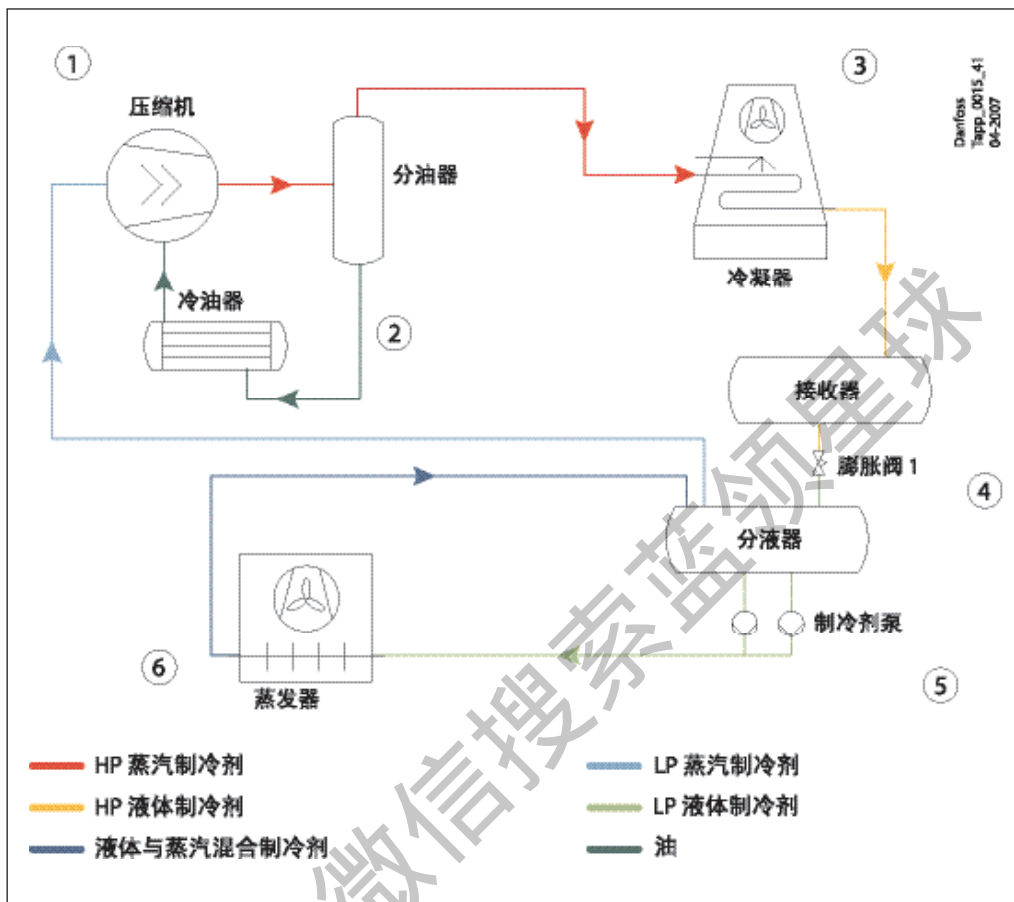 ①
③
压缩机
Danfoss
Tapp_0015_41
04-2007
分油器
冷凝器
冷油器
②
接收器
膨胀阀 1
④
分液器
制冷剂泵
⑥
⑤
蒸发器
HP 蒸汽制冷剂
LP 蒸汽制冷剂
HP 液体制冷剂
LP 液体制冷剂
液体与蒸汽混合制冷剂
油
微信搜索蓝领星球